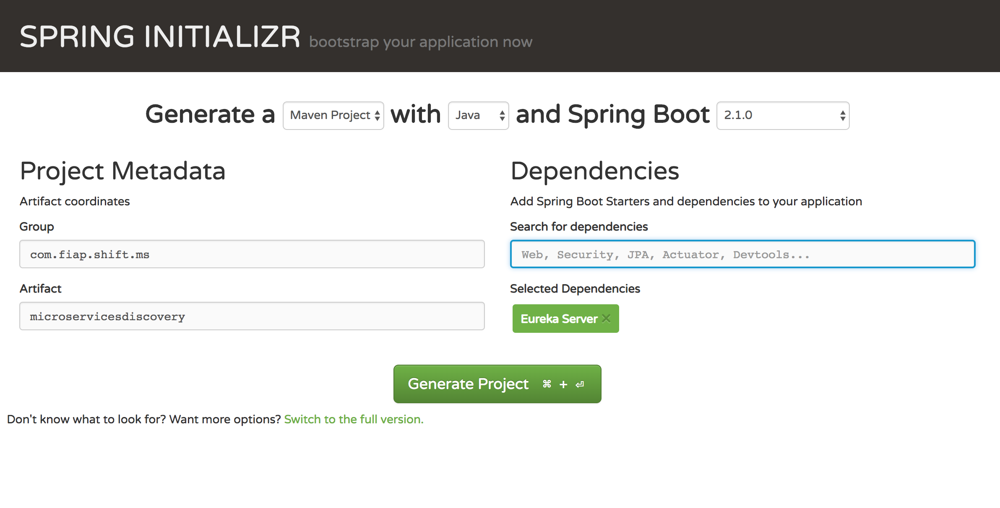 SPRING INITIALIZR bootstrap your application now
Generate a Maven Project with Java and Spring Boot 2.1.0
Project Metadata
Artifact coordinates
Group
com.fiap.shift.ms
Artifact
microservicesdiscovery
Dependencies
Add Spring Boot Starters and dependencies to your application
Search for dependencies
Web, Security, JPA, Actuator, Devtools...
Selected Dependencies
Eureka Server ×
Generate Project ⌘ + ⏎
Don't know what to look for? Want more options? Switch to the full version.